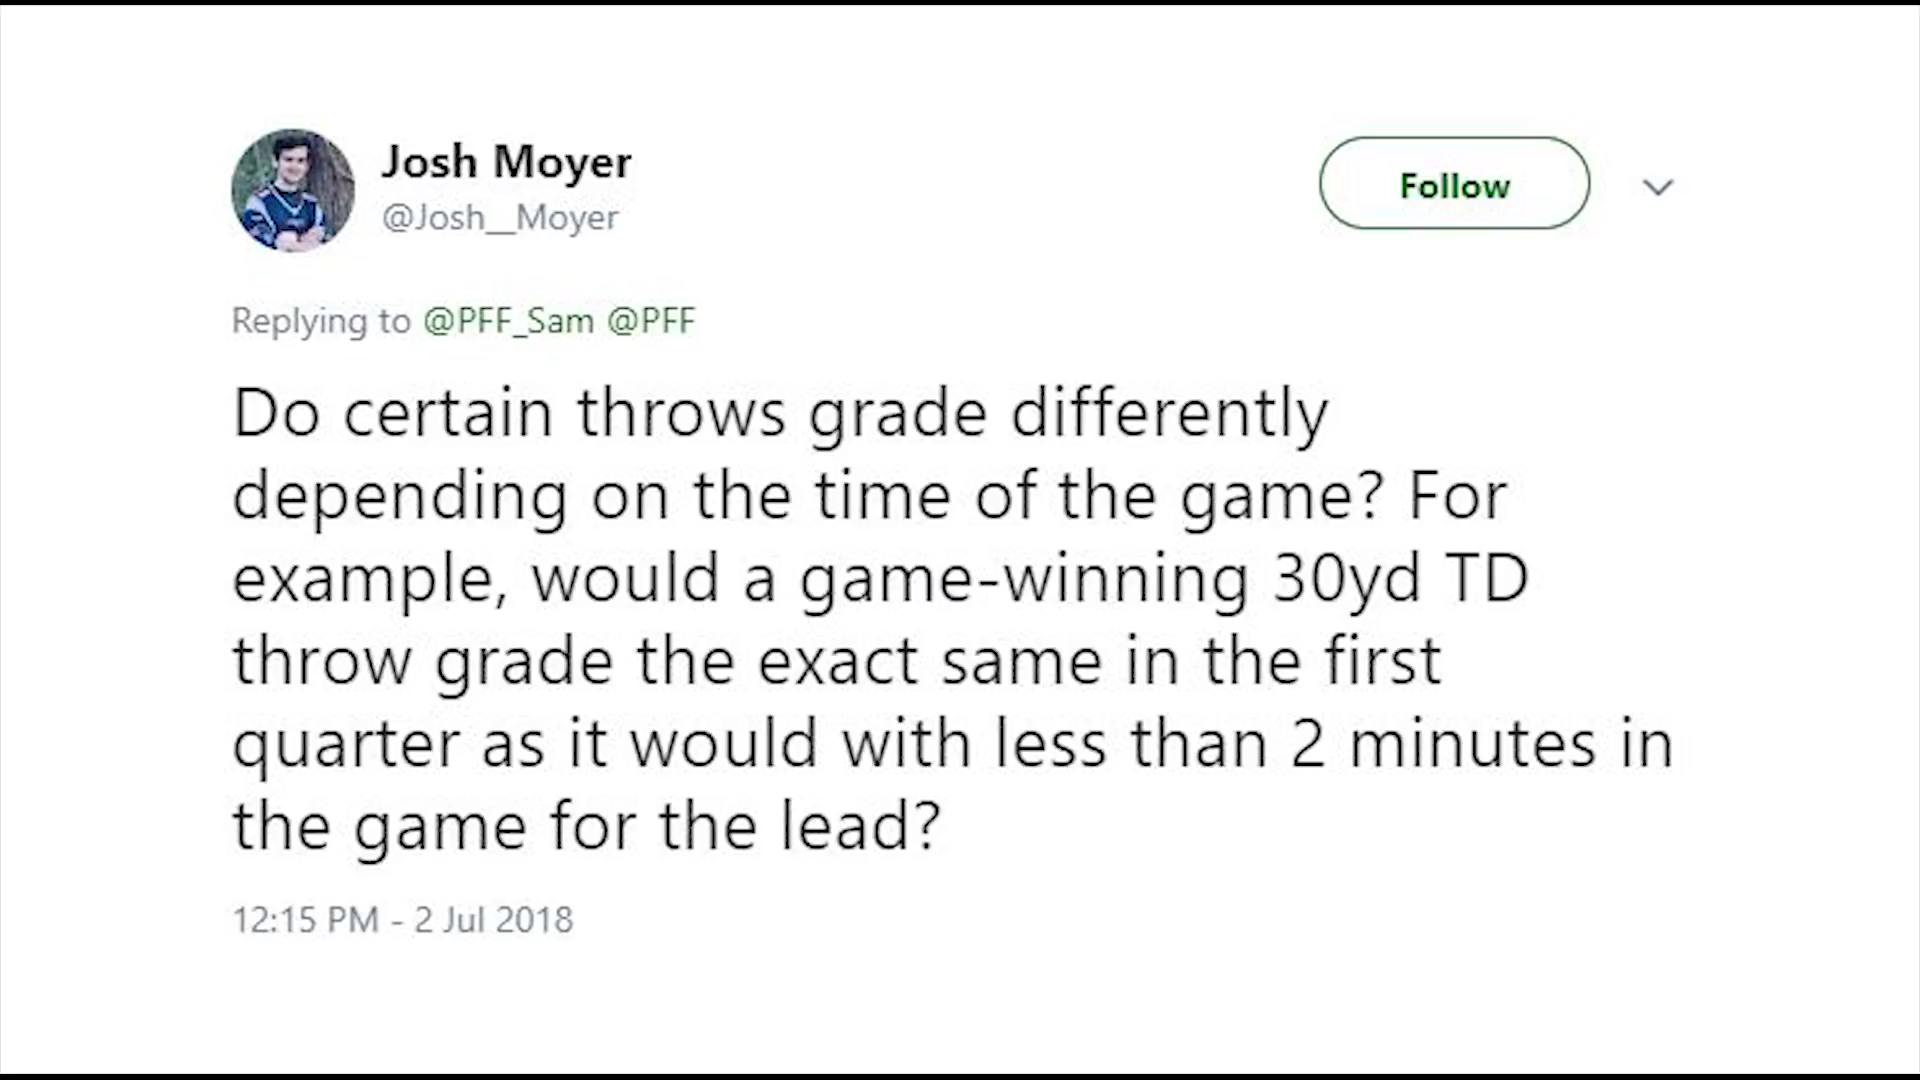 Josh Moyer
@Josh__Moyer
Follow
Replying to @PFF_Sam @PFF
Do certain throws grade differently
depending on the time of the game? For
example, would a game-winning 30yd TD
throw grade the exact same in the first
quarter as it would with less than 2 minutes in
the game for the lead?
12:15 PM - 2 Jul 2018